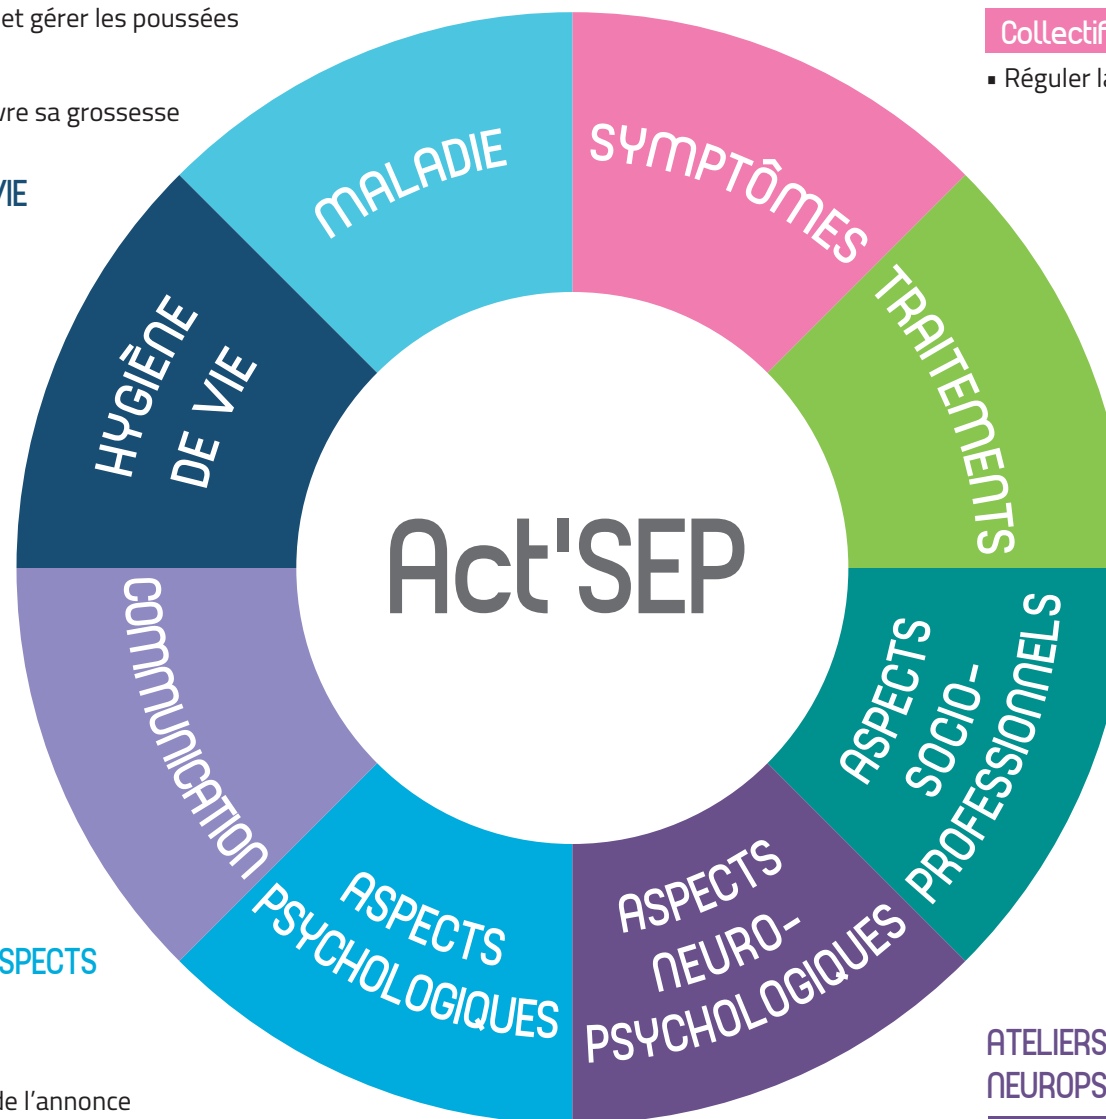 et gérer les poussées
vre sa grossesse
VIE
Collectif
▪ Réguler la
MALADIE
SYMPTÔMES
TRAITEMENTS
HYGIÈNE
DE VIE
Act'SEP
COMMUNICATION
ASPECTS
SOCIO-
PROFESSIONNELS
ASPECTS
PSYCHOLOGIQUES
ASPECTS
NEURO-
PSYCHOLOGIQUES
SPECTS
de l'annonce
ATELIERS
NEUROPS